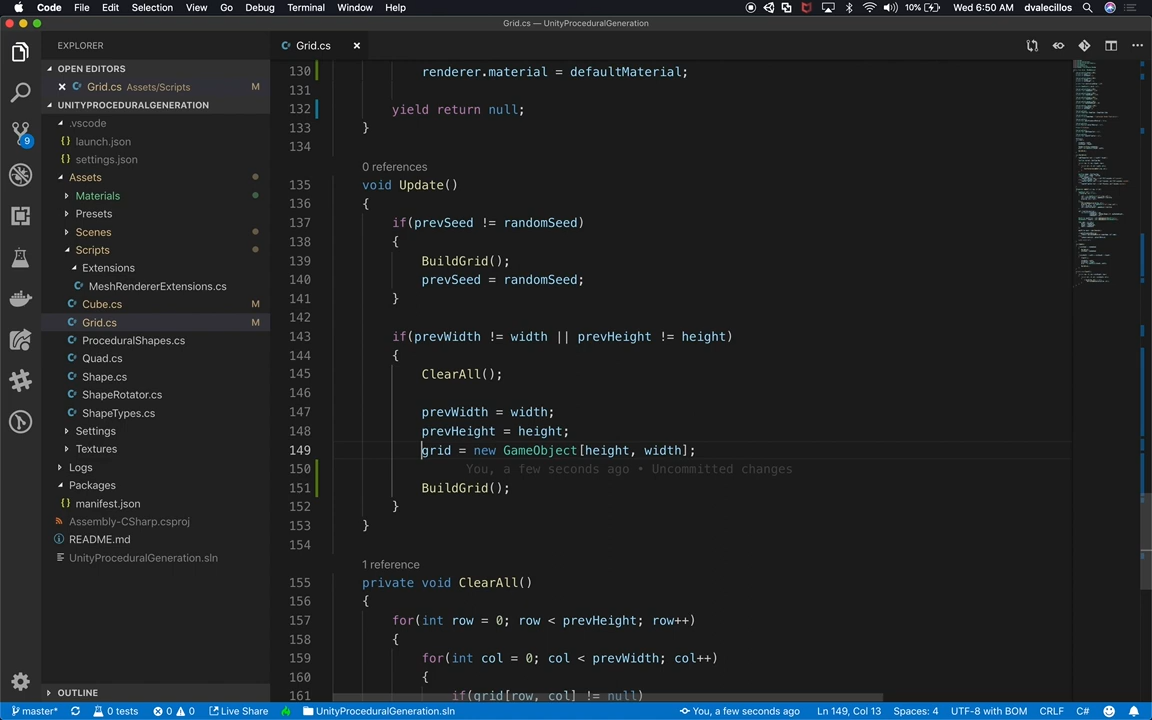 Code File Edit Selection View Go Debug Terminal Window Help
10% Wed 6:50 AM dvalecillos
Grid.cs — UnityProceduralGeneration
EXPLORER
OPEN EDITORS
Grid.cs Assets/Scripts M
UNITYPROCEDURALGENERATION
.vscode
launch.json
settings.json
Assets
Materials
Presets
Scenes
Scripts
Extensions
MeshRendererExtensions.cs
Cube.cs M
Grid.cs M
ProceduralShapes.cs
Quad.cs
Shape.cs
ShapeRotator.cs
ShapeTypes.cs
Settings
Textures
Logs
Packages
manifest.json
Assembly-CSharp.csproj
README.md
UnityProceduralGeneration.sln
OUTLINE
9
Grid.cs
130 renderer.material = defaultMaterial;
131
132 yield return null;
133 }
134
0 references
135 void Update()
136 {
137 if(prevSeed != randomSeed)
138 {
139 BuildGrid();
140 prevSeed = randomSeed;
141 }
142
143 if(prevWidth != width || prevHeight != height)
144 {
145 ClearAll();
146
147 prevWidth = width;
148 prevHeight = height;
149 grid = new GameObject[height, width];
150 You, a few seconds ago • Uncommitted changes
151 BuildGrid();
152 }
153 }
154
1 reference
155 private void ClearAll()
156 {
157 for(int row = 0; row < prevHeight; row++)
158 {
159 for(int col = 0; col < prevWidth; col++)
160 {
161 if(grid[row, col] != null)
master* 0 tests 0 0 Live Share UnityProceduralGeneration.sln You, a few seconds ago Ln 149, Col 13 Spaces: 4 UTF-8 with BOM CRLF C#